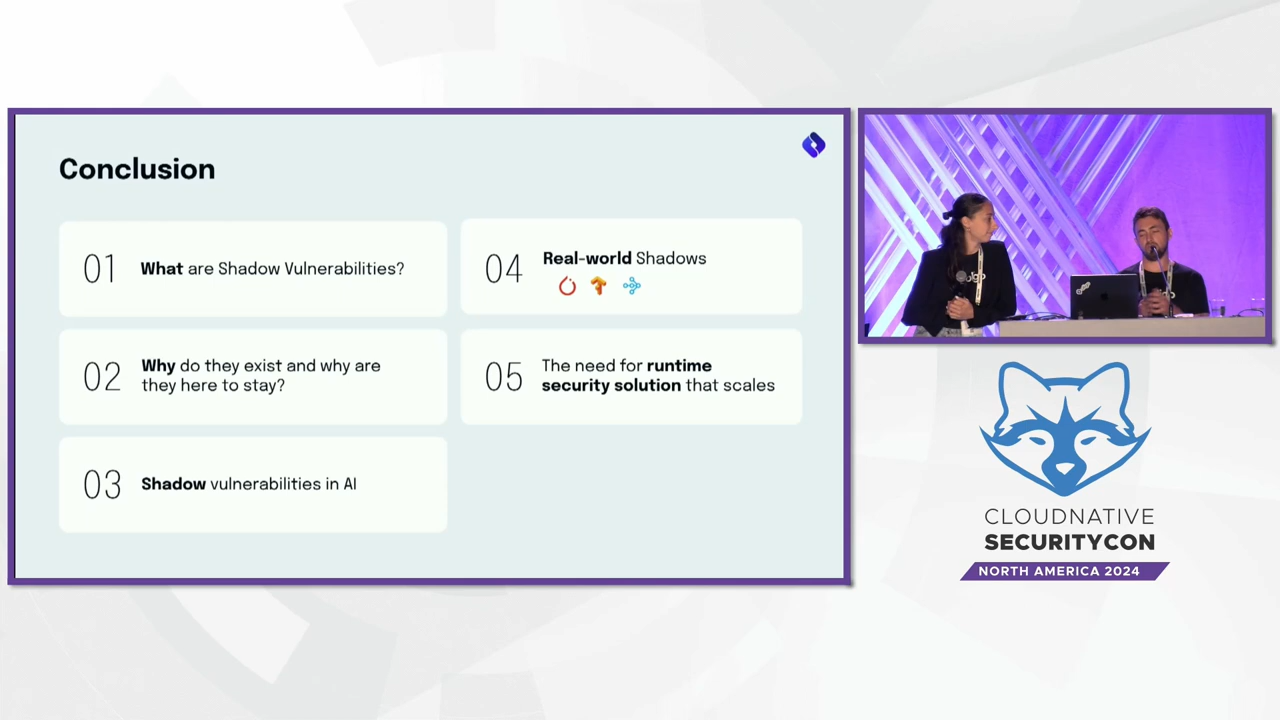 Conclusion
01
What are Shadow Vulnerabilities?
02
Why do they exist and why are
they here to stay?
03
Shadow vulnerabilities in AI
04
Real-world Shadows
05
The need for runtime
security solution that scales
CLOUDNATIVE
SECURITYCON
NORTH AMERICA 2024